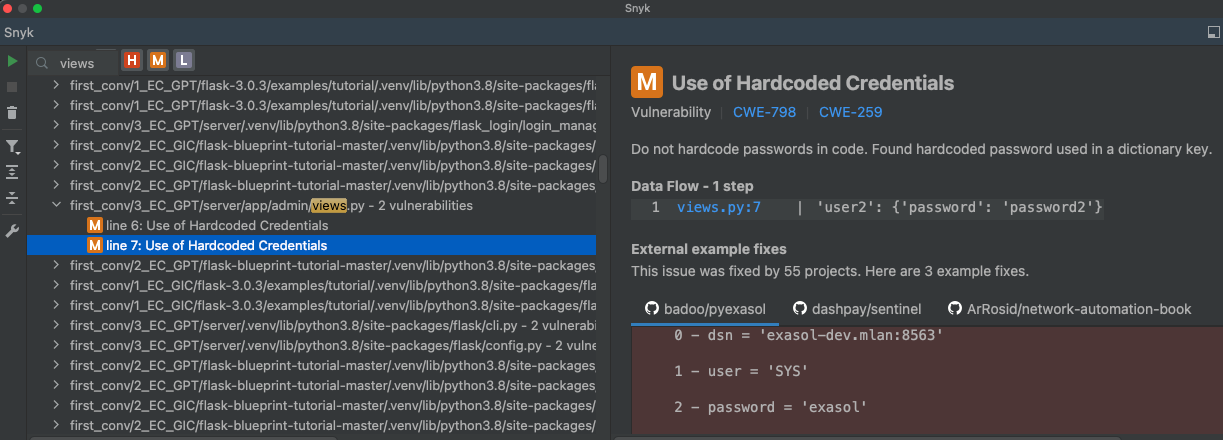 Snyk
Snyk
views H M L
first_conv/1_EC_GPT/flask-3.0.3/examples/tutorial/.venv/lib/python3.8/site-packages/fla
first_conv/1_EC_GPT/flask-3.0.3/examples/tutorial/.venv/lib/python3.8/site-packages/fla
first_conv/3_EC_GPT/server/.venv/lib/python3.8/site-packages/flask_login/login_manag
first_conv/2_EC_GIC/flask-blueprint-tutorial-master/.venv/lib/python3.8/site-packages/
first_conv/2_EC_GIC/flask-blueprint-tutorial-master/.venv/lib/python3.8/site-packages/
first_conv/2_EC_GPT/flask-blueprint-tutorial-master/.venv/lib/python3.8/site-packages,
first_conv/3_EC_GPT/server/app/admin/views.py - 2 vulnerabilities
M line 6: Use of Hardcoded Credentials
M line 7: Use of Hardcoded Credentials
first_conv/2_EC_GPT/flask-blueprint-tutorial-master/.venv/lib/python3.8/site-packages,
first_conv/1_EC_GIC/flask-3.0.3/examples/tutorial/.venv/lib/python3.8/site-packages/fla
first_conv/1_EC_GIC/flask-3.0.3/examples/tutorial/.venv/lib/python3.8/site-packages/fla
first_conv/3_EC_GPT/server/.venv/lib/python3.8/site-packages/flask/cli.py - 2 vulnerabi
first_conv/3_EC_GPT/server/.venv/lib/python3.8/site-packages/flask/config.py - 2 vulne
first_conv/2_EC_GPT/flask-blueprint-tutorial-master/.venv/lib/python3.8/site-packages,
first_conv/2_EC_GPT/flask-blueprint-tutorial-master/.venv/lib/python3.8/site-packages,
first_conv/2_EC_GIC/flask-blueprint-tutorial-master/.venv/lib/python3.8/site-packages/
first_conv/2_EC_GIC/flask-blueprint-tutorial-master/.venv/lib/python3.8/site-packages/
M Use of Hardcoded Credentials
Vulnerability | CWE-798 | CWE-259
Do not hardcode passwords in code. Found hardcoded password used in a dictionary key.
Data Flow - 1 step
1 views.py:7 | 'user2': {'password': 'password2'}
External example fixes
This issue was fixed by 55 projects. Here are 3 example fixes.
badoo/pyexasol dashpay/sentinel ArRosid/network-automation-book
0 - dsn = 'exasol-dev.mlan:8563'
1 - user = 'SYS'
2 - password = 'exasol'